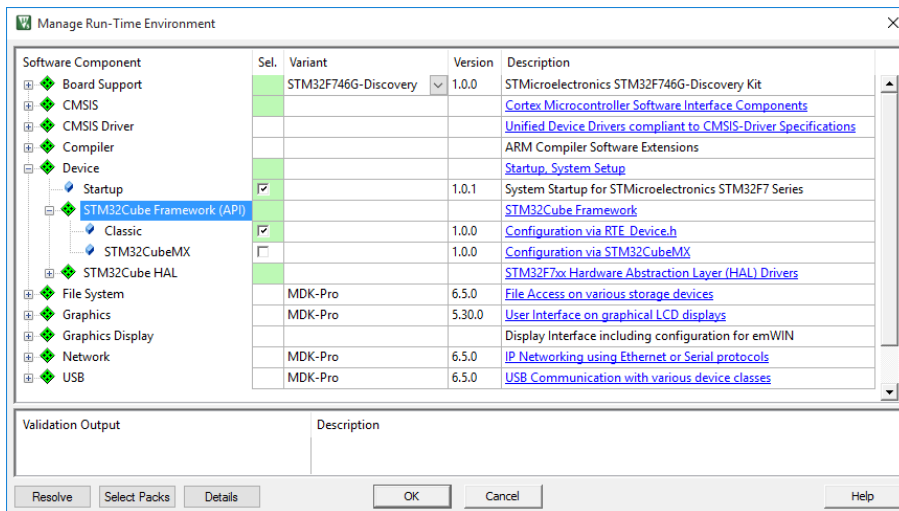 Manage Run-Time Environment
Software Component Sel. Variant Version Description
Board Support STM32F746G-Discovery 1.0.0 STMicroelectronics STM32F746G-Discovery Kit
CMSIS Cortex Microcontroller Software Interface Components
CMSIS Driver Unified Device Drivers compliant to CMSIS-Driver Specifications
Compiler ARM Compiler Software Extensions
Device Startup, System Setup
Startup 1.0.1 System Startup for STMicroelectronics STM32F7 Series
STM32Cube Framework (API) STM32Cube Framework
Classic 1.0.0 Configuration via RTE_Device.h
STM32CubeMX 1.0.0 Configuration via STM32CubeMX
STM32Cube HAL STM32F7xx Hardware Abstraction Layer (HAL) Drivers
File System MDK-Pro 6.5.0 File Access on various storage devices
Graphics MDK-Pro 5.30.0 User Interface on graphical LCD displays
Graphics Display Display Interface including configuration for emWIN
Network MDK-Pro 6.5.0 IP Networking using Ethernet or Serial protocols
USB MDK-Pro 6.5.0 USB Communication with various device classes
Validation Output Description
Resolve Select Packs Details OK Cancel Help